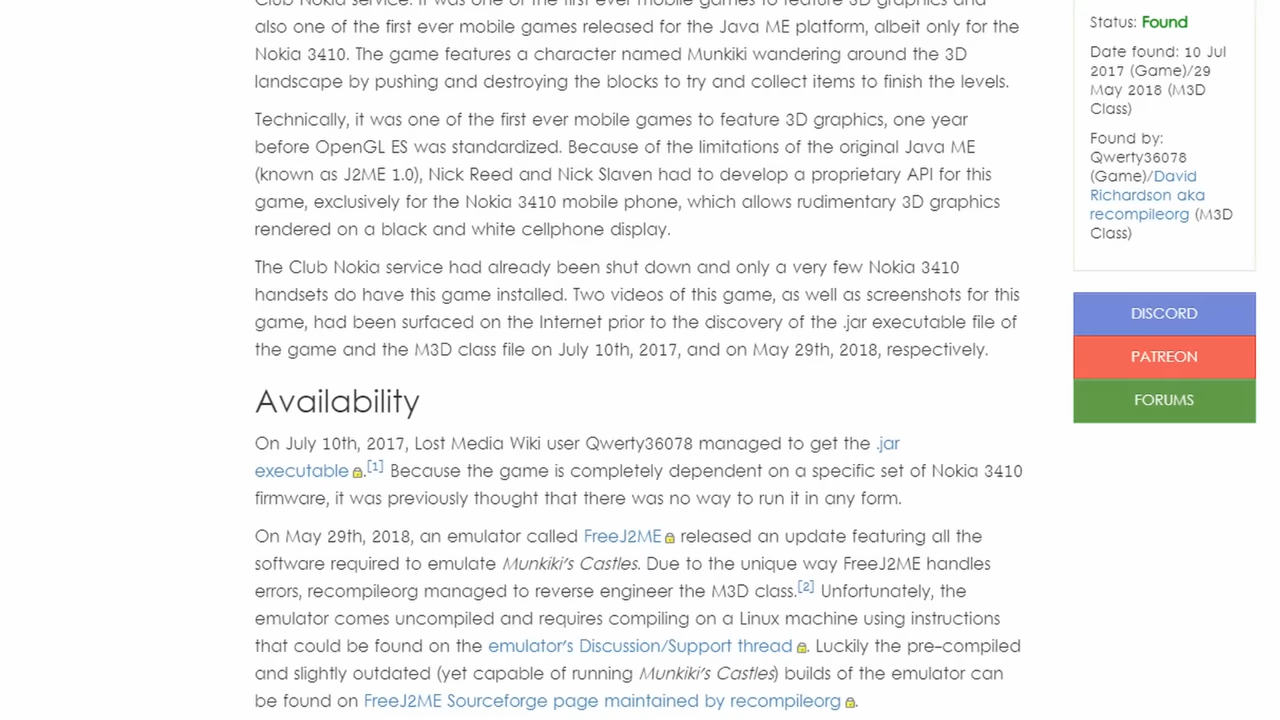 Club Nokia service. It was one of the first ever mobile games to feature 3D graphics and
also one of the first ever mobile games released for the Java ME platform, albeit only for the
Nokia 3410. The game features a character named Munkiki wandering around the 3D
landscape by pushing and destroying the blocks to try and collect items to finish the levels.
Technically, it was one of the first ever mobile games to feature 3D graphics, one year
before OpenGL ES was standardized. Because of the limitations of the original Java ME
(known as J2ME 1.0), Nick Reed and Nick Slaven had to develop a proprietary API for this
game, exclusively for the Nokia 3410 mobile phone, which allows rudimentary 3D graphics
rendered on a black and white cellphone display.
The Club Nokia service had already been shut down and only a very few Nokia 3410
handsets do have this game installed. Two videos of this game, as well as screenshots for this
game, had been surfaced on the Internet prior to the discovery of the .jar executable file of
the game and the M3D class file on July 10th, 2017, and on May 29th, 2018, respectively.
Availability
On July 10th, 2017, Lost Media Wiki user Qwerty36078 managed to get the .jar
executable.[1] Because the game is completely dependent on a specific set of Nokia 3410
firmware, it was previously thought that there was no way to run it in any form.
On May 29th, 2018, an emulator called FreeJ2ME released an update featuring all the
software required to emulate Munkiki's Castles. Due to the unique way FreeJ2ME handles
errors, recompileorg managed to reverse engineer the M3D class.[2] Unfortunately, the
emulator comes uncompiled and requires compiling on a Linux machine using instructions
that could be found on the emulator's Discussion/Support thread. Luckily the pre-compiled
and slightly outdated (yet capable of running Munkiki's Castles) builds of the emulator can
be found on FreeJ2ME Sourceforge page maintained by recompileorg.
Status: Found
Date found: 10 Jul
2017 (Game)/29
May 2018 (M3D
Class)
Found by:
Qwerty36078
(Game)/David
Richardson aka
recompileorg (M3D
Class)
DISCORD
PATREON
FORUMS